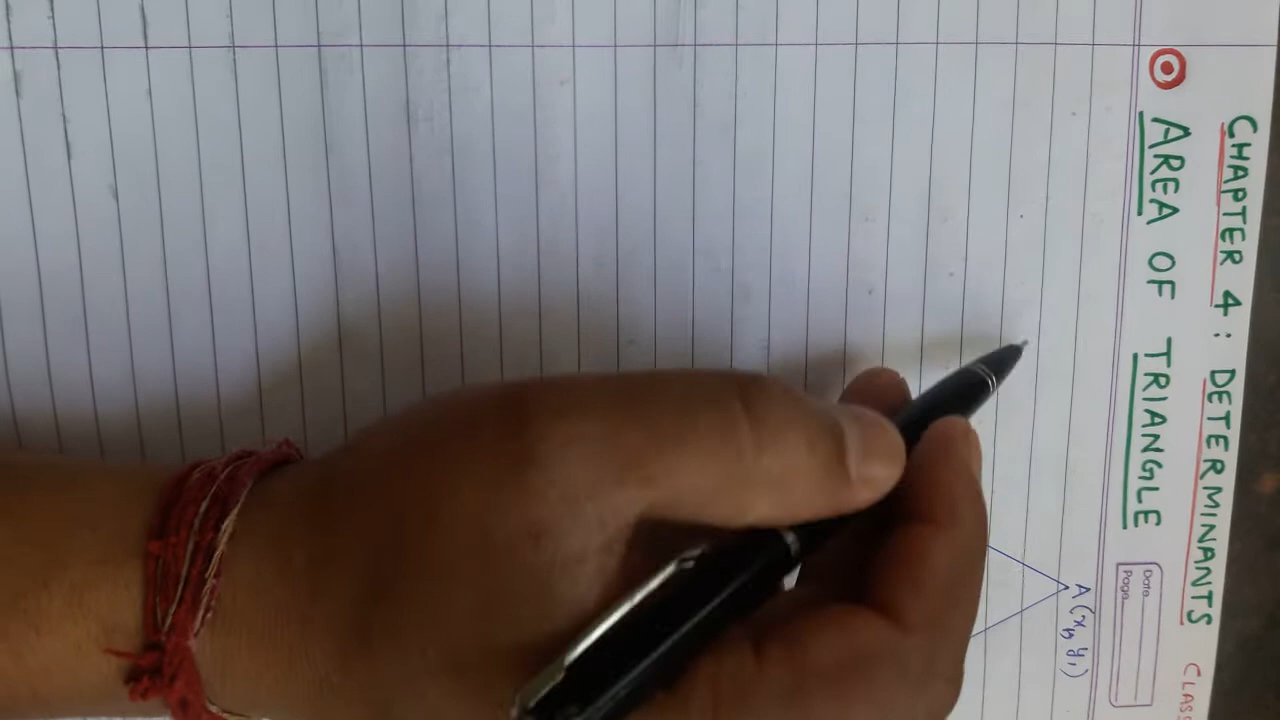 CHAPTER 4 : DETERMINANTS
AREA OF TRIANGLE
Date
Page
A(x₁, y₁)